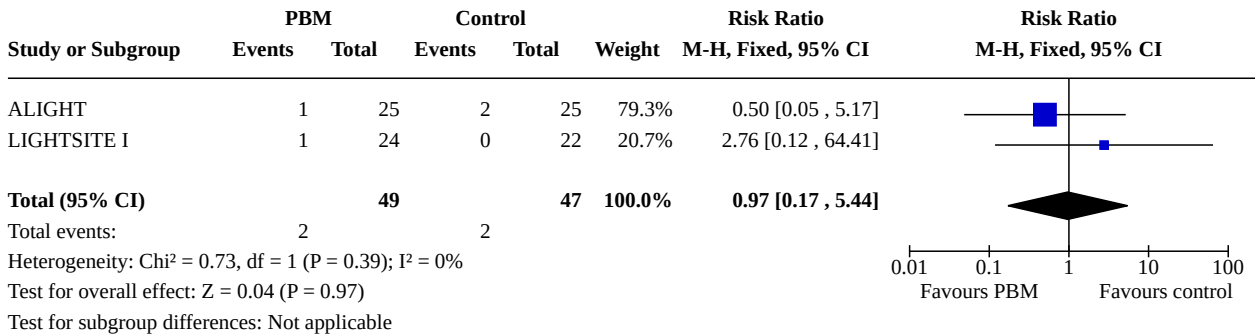 PBM Control Risk Ratio Risk Ratio
Study or Subgroup Events Total Events Total Weight M-H, Fixed, 95% CI M-H, Fixed, 95% CI
ALIGHT 1 25 2 25 79.3% 0.50 [0.05 , 5.17]
LIGHTSITE I 1 24 0 22 20.7% 2.76 [0.12 , 64.41]
Total (95% CI) 49 47 100.0% 0.97 [0.17 , 5.44]
Total events: 2 2
Heterogeneity: Chi² = 0.73, df = 1 (P = 0.39); I² = 0%
0.01 0.1 1 10 100
Test for overall effect: Z = 0.04 (P = 0.97) Favours PBM Favours control
Test for subgroup differences: Not applicable